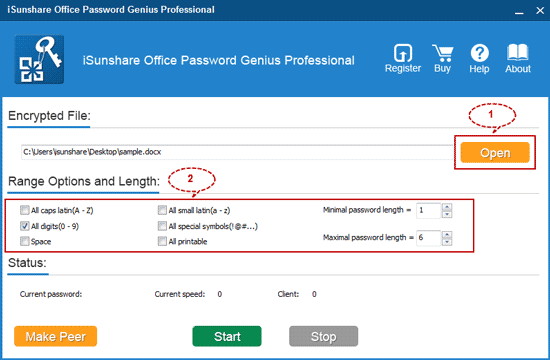 iSunshare Office Password Genius Professional
iSunshare Office Password Genius Professional
Register Buy Help About
Encrypted File:
1
C:\Users\isunshare\Desktop\sample.docx
Open
Range Options and Length:
2
All caps latin(A - Z) All small latin(a - z) Minimal password length = 1
All digits(0 - 9) All special symbols(!@#...)
Space All printable Maximal password length = 6
Status:
Current password: Current speed: 0 Client: 0
Make Peer Start Stop